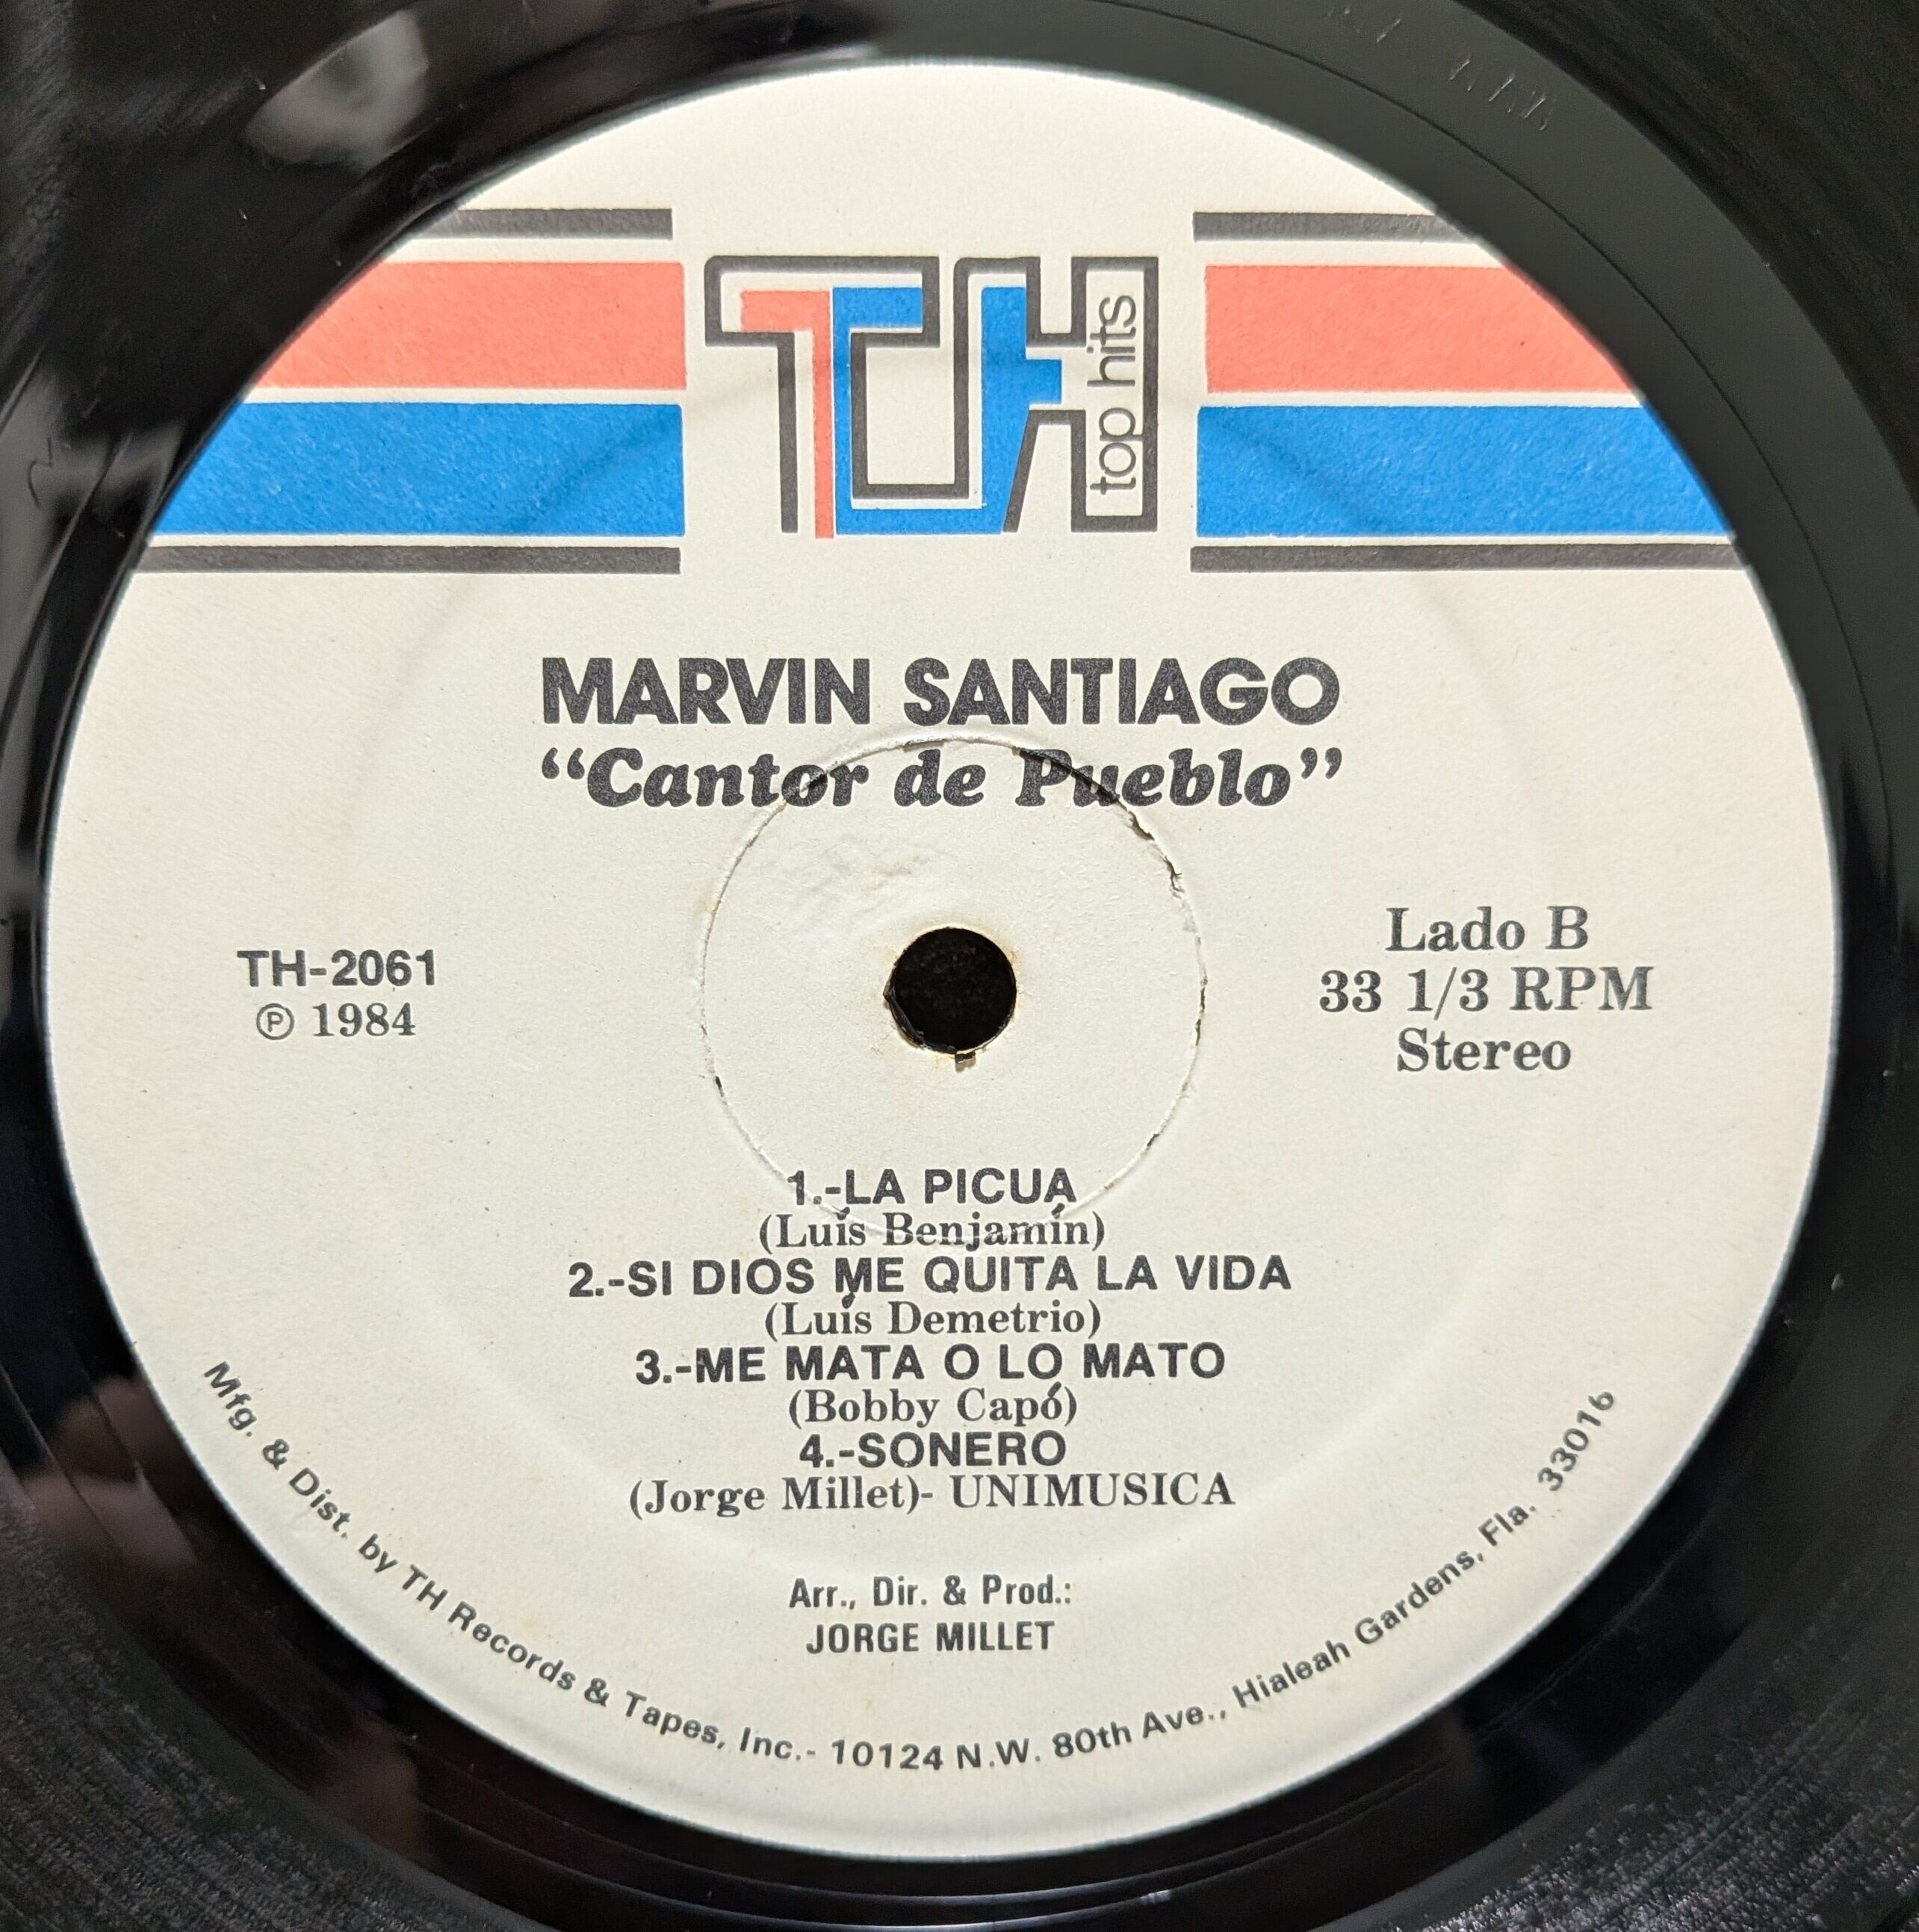 TH
top hits
MARVIN SANTIAGO
“Cantor de Pueblo”
TH-2061
℗ 1984
Lado B
33 1/3 RPM
Stereo
1.-LA PICUA
(Luís Benjamín)
2.-SI DIOS ME QUITA LA VIDA
(Luís Demetrio)
3.-ME MATA O LO MATO
(Bobby Capó)
4.-SONERO
(Jorge Millet)- UNIMUSICA
Arr., Dir. & Prod.:
JORGE MILLET
Mfg. & Dist. by TH Records & Tapes, Inc.- 10124 N.W. 80th Ave., Hialeah Gardens, Fla. 33016